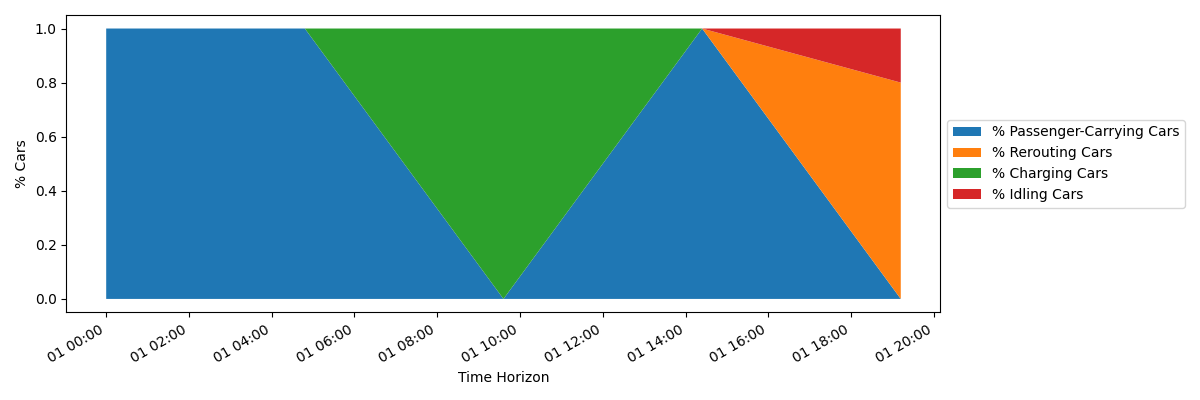 1.0
0.8
0.6
0.4
0.2
0.0
% Cars
01 00:00
01 02:00
01 04:00
01 06:00
01 08:00
01 10:00
01 12:00
01 14:00
01 16:00
01 18:00
01 20:00
Time Horizon
% Passenger-Carrying Cars
% Rerouting Cars
% Charging Cars
% Idling Cars